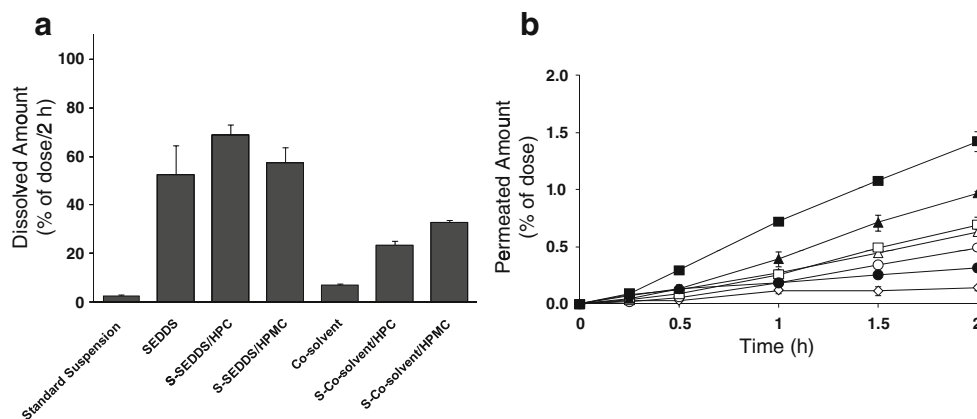 a
Dissolved Amount
(% of dose/2 h)
100
80
60
40
20
0
Standard Suspension
SEDDS
S-SEDDS/HPC
S-SEDDS/HPMC
Co-solvent
S-Co-solvent/HPC
S-Co-solvent/HPMC
b
Permeated Amount
(% of dose)
2.0
1.5
1.0
0.5
0.0
0
0.5
1
1.5
2
Time (h)